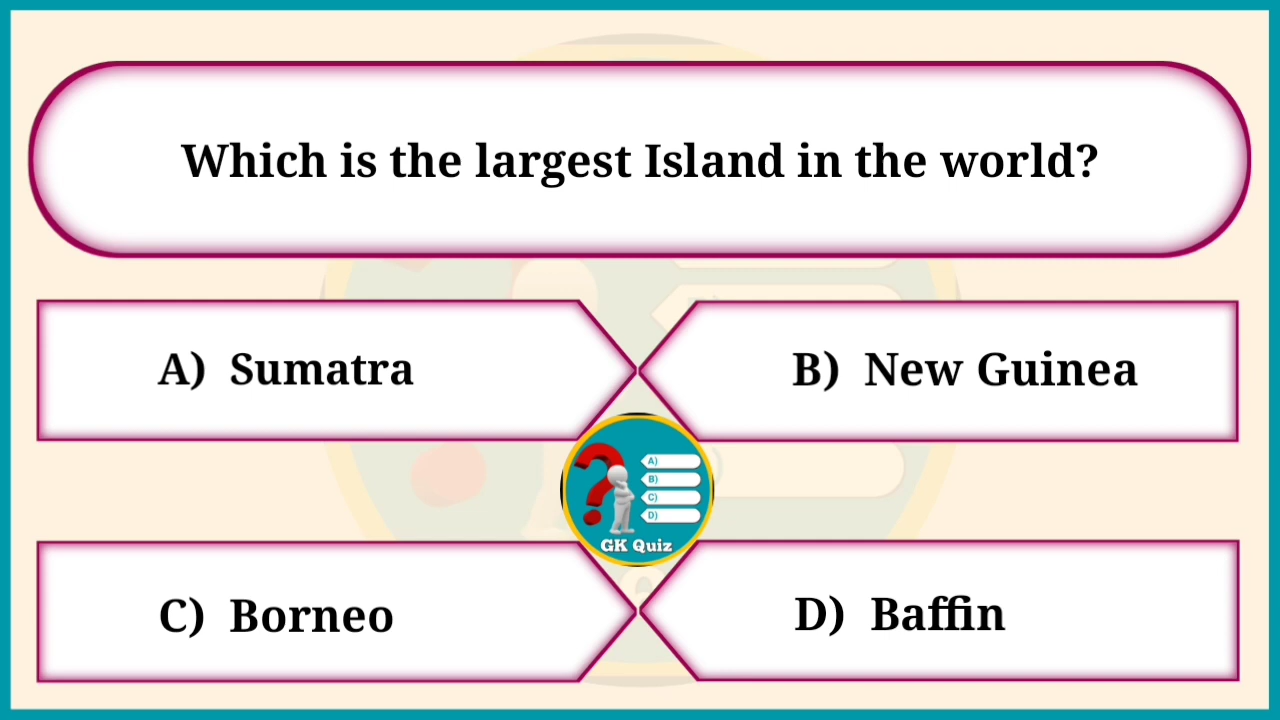 Which is the largest Island in the world?
A) Sumatra
B) New Guinea
A)
B)
C)
D)
GK Quiz
C) Borneo
D) Baffin